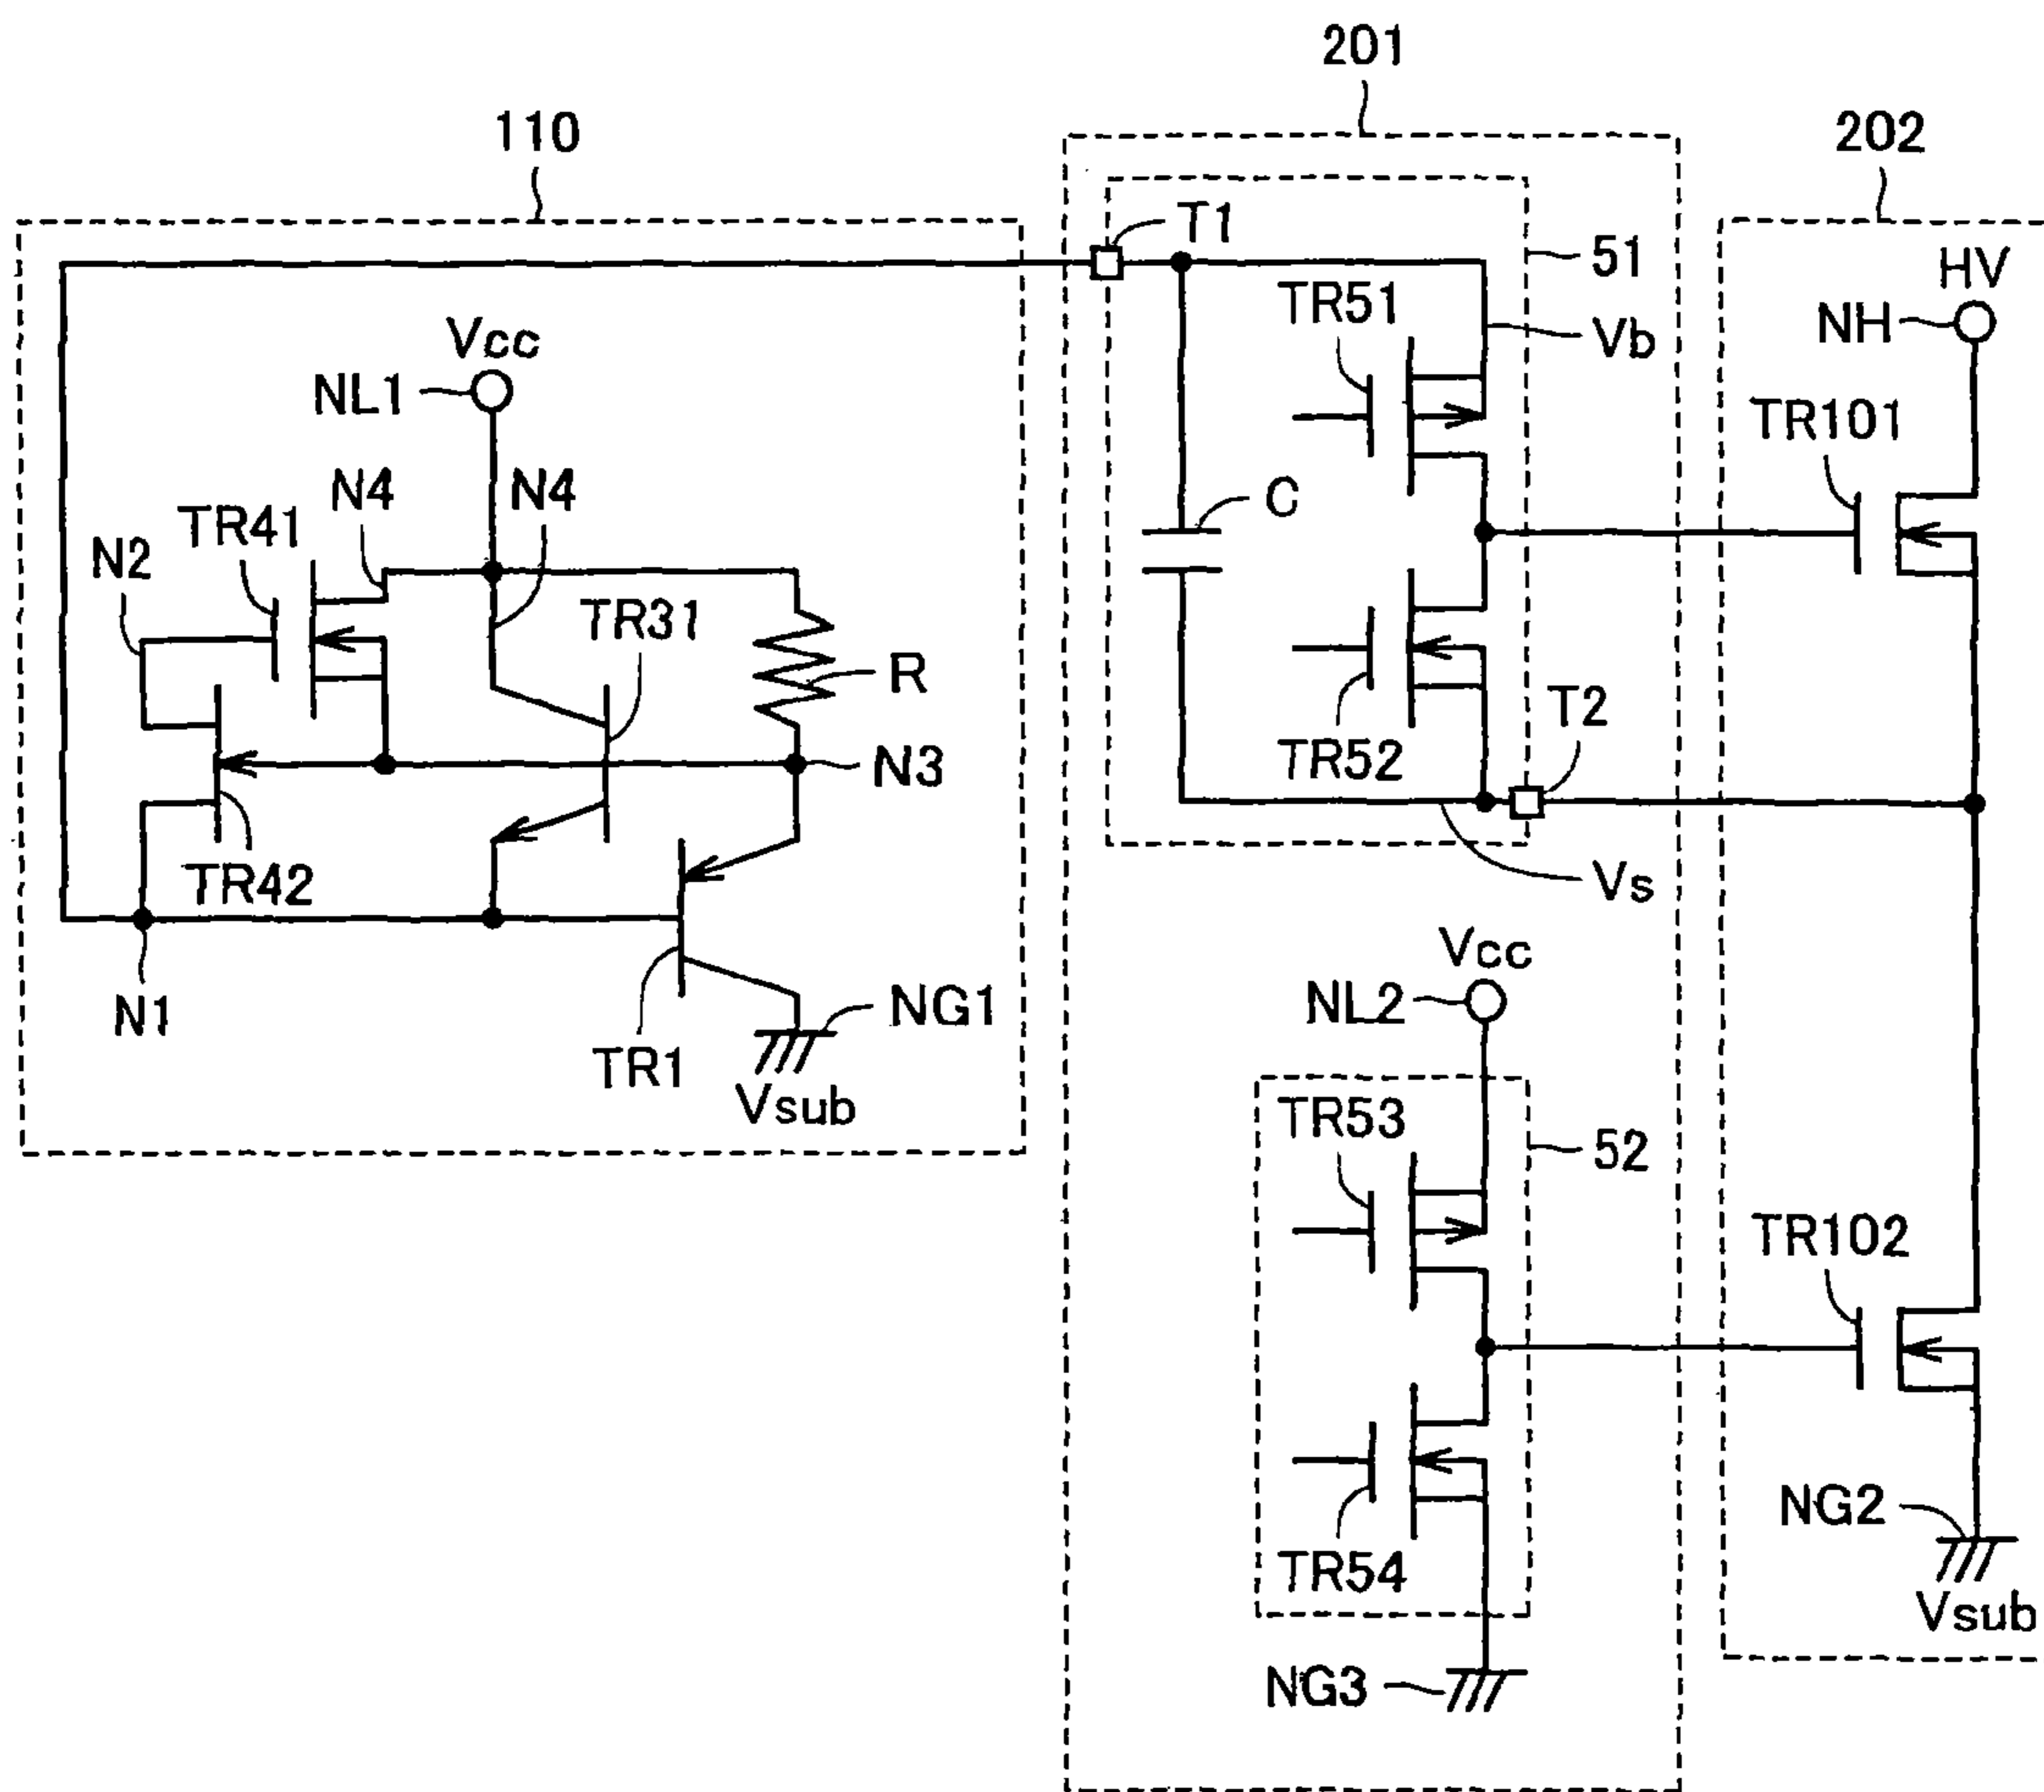 201
110
202
T1
51
HV
TR51
Vb
NH
Vcc
NL1
TR101
N4
N4
C
TR41
N2
TR31
R
T2
N3
TR52
TR42
Vs
Vcc
NL2
N1
NG1
TR1
Vsub
TR53
52
TR102
NG2
TR54
Vsub
NG3